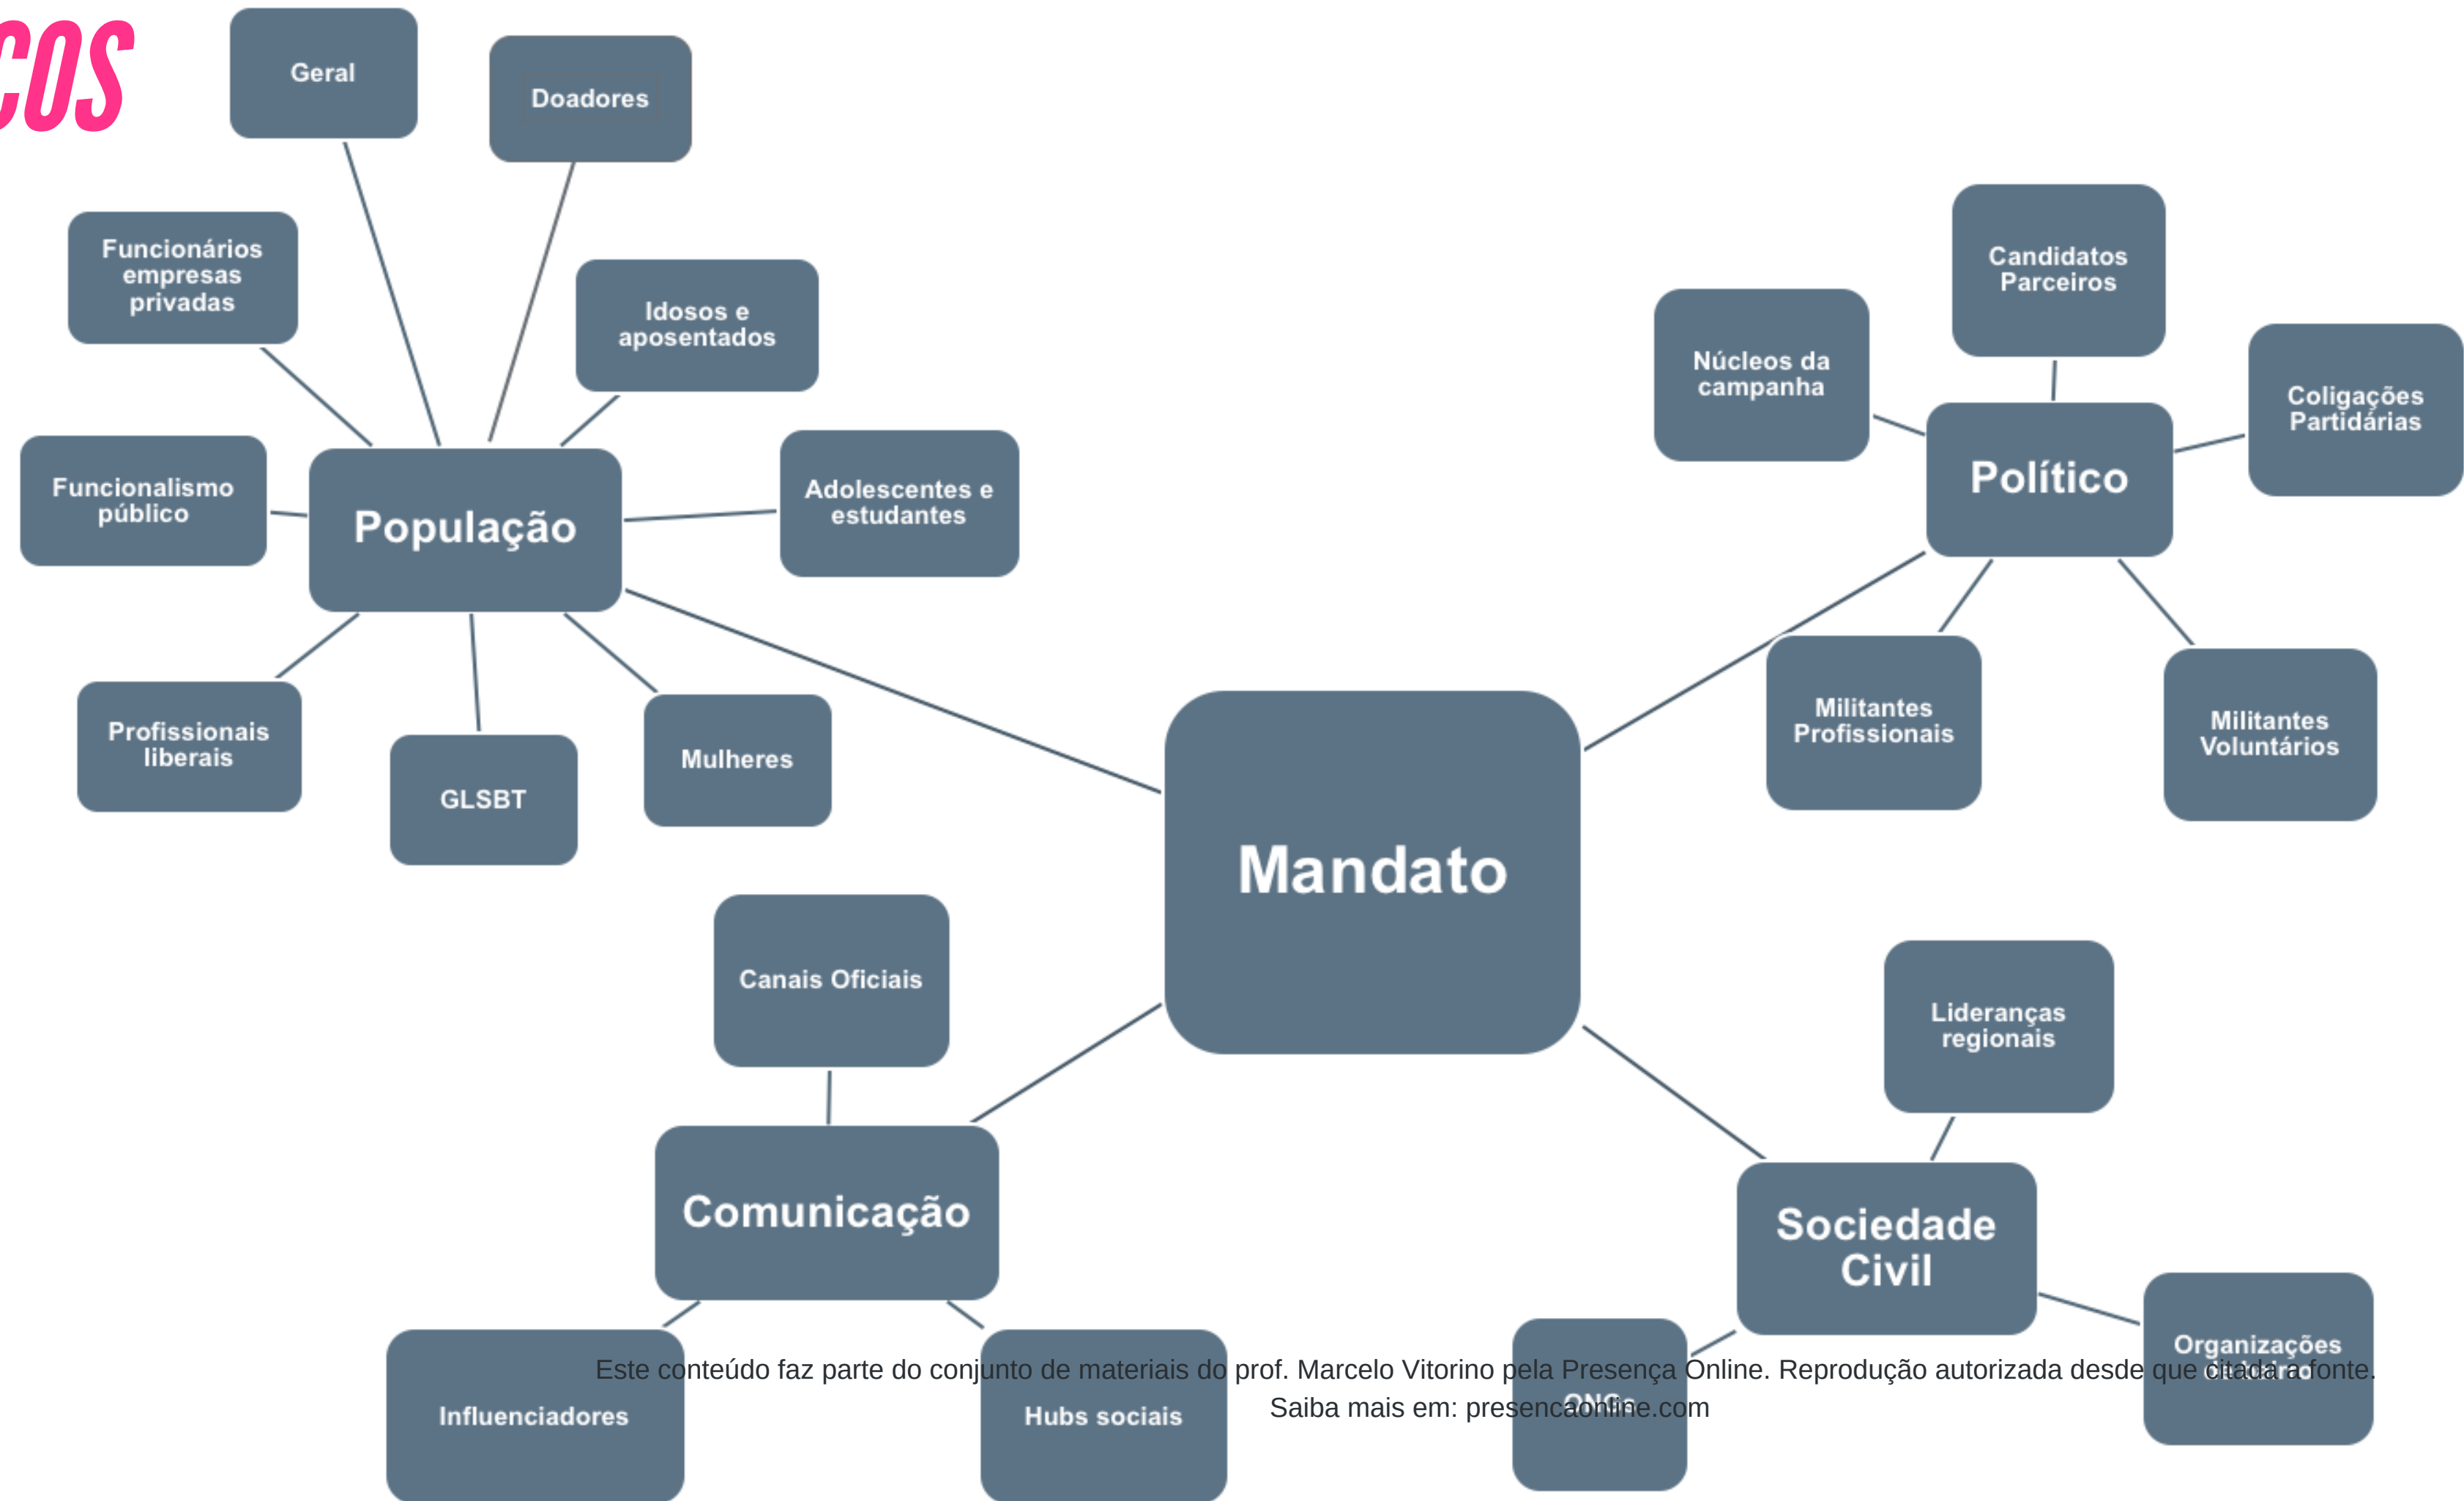 COS
Geral
Doadores
Funcionários
empresas
privadas
Idosos e
aposentados
Funcionalismo
público
População
Adolescentes e
estudantes
Profissionais
liberais
GLSBT
Mulheres
Candidatos
Parceiros
Núcleos da
campanha
Coligações
Partidárias
Político
Militantes
Profissionais
Militantes
Voluntários
Mandato
Canais Oficiais
Comunicação
Influenciadores
Hubs sociais
Lideranças
regionais
Sociedade
Civil
ONGs
Organizações
de bairro
Este conteúdo faz parte do conjunto de materiais do prof. Marcelo Vitorino pela Presença Online. Reprodução autorizada desde que citada a fonte.
Saiba mais em: presencaonline.com